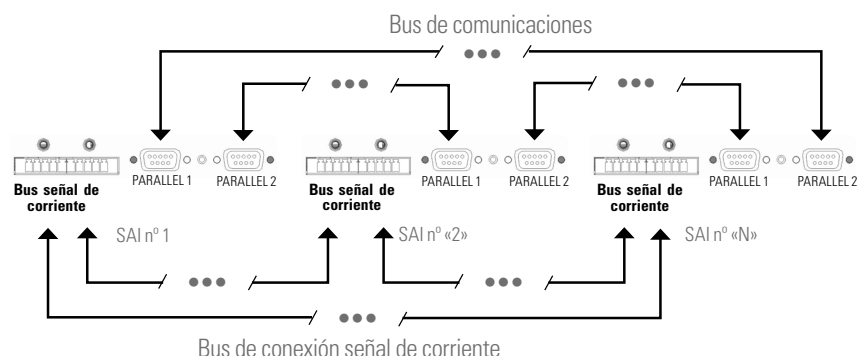 Bus de comunicaciones
PARALLEL 1
PARALLEL 2
PARALLEL 1
PARALLEL 2
PARALLEL 1
PARALLEL 2
Bus señal de
corriente
Bus señal de
corriente
Bus señal de
corriente
SAI nº 1
SAI nº «2»
SAI nº «N»
Bus de conexión señal de corriente